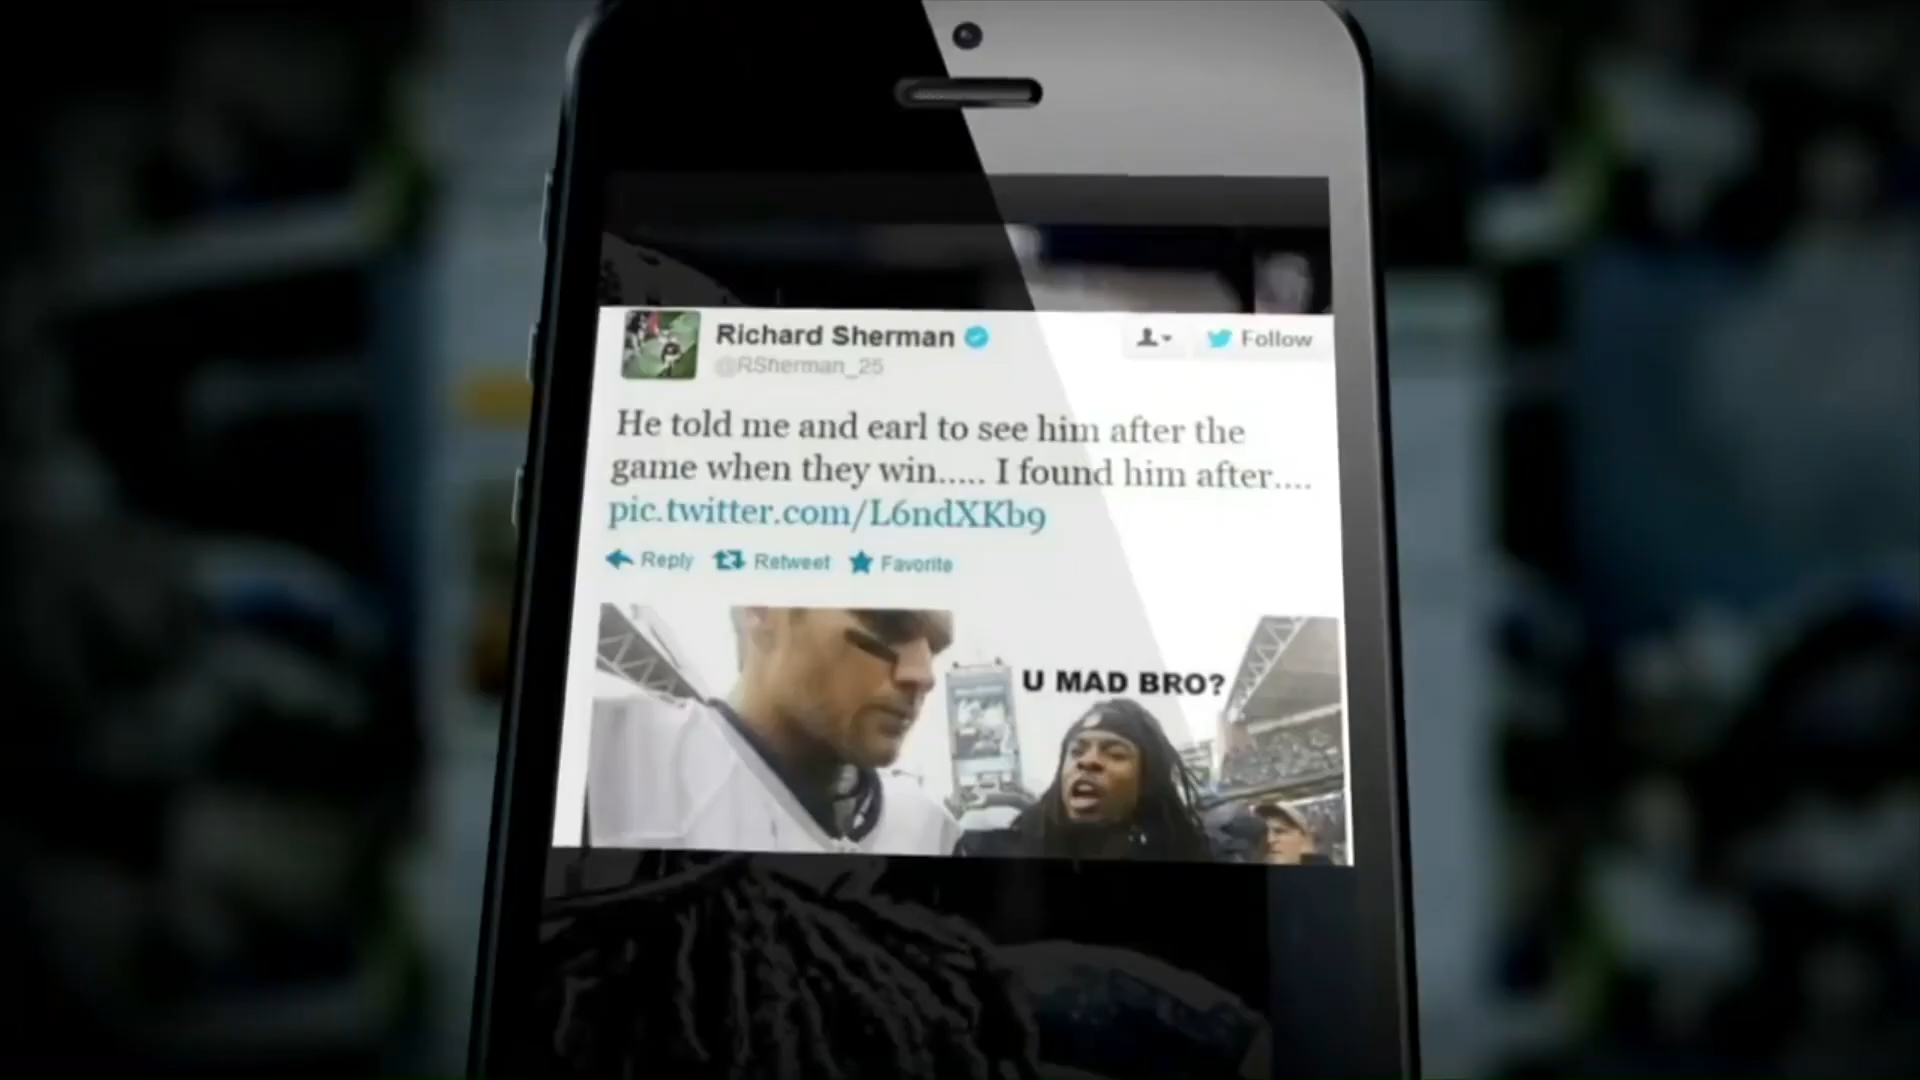 Richard Sherman
@RSherman_25
Follow
He told me and earl to see him after the
game when they win..... I found him after....
pic.twitter.com/L6ndXKb9
Reply Retweet Favorite
U MAD BRO?